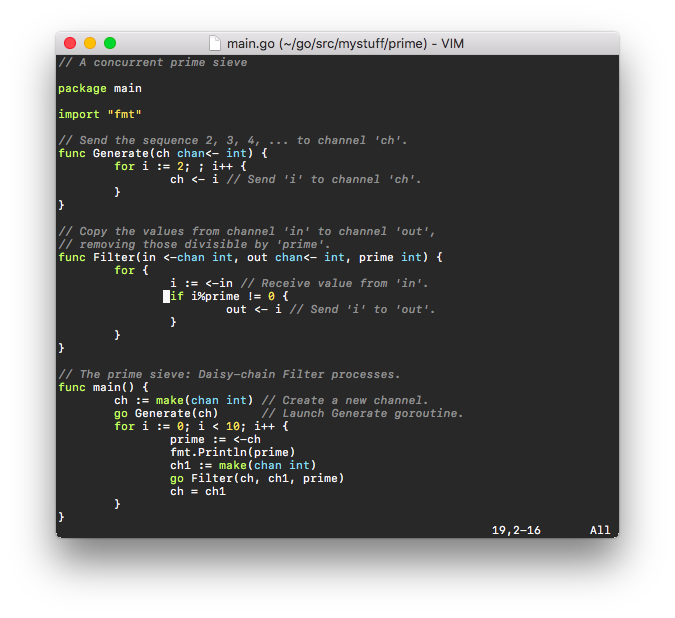 main.go (~/go/src/mystuff/prime) - VIM
// A concurrent prime sieve

package main

import "fmt"

// Send the sequence 2, 3, 4, ... to channel 'ch'.
func Generate(ch chan<- int) {
        for i := 2; ; i++ {
                ch <- i // Send 'i' to channel 'ch'.
        }
}

// Copy the values from channel 'in' to channel 'out',
// removing those divisible by 'prime'.
func Filter(in <-chan int, out chan<- int, prime int) {
        for {
                i := <-in // Receive value from 'in'.
                if i%prime != 0 {
                        out <- i // Send 'i' to 'out'.
                }
        }
}

// The prime sieve: Daisy-chain Filter processes.
func main() {
        ch := make(chan int) // Create a new channel.
        go Generate(ch)      // Launch Generate goroutine.
        for i := 0; i < 10; i++ {
                prime := <-ch
                fmt.Println(prime)
                ch1 := make(chan int)
                go Filter(ch, ch1, prime)
                ch = ch1
        }
}
19,2-16 All